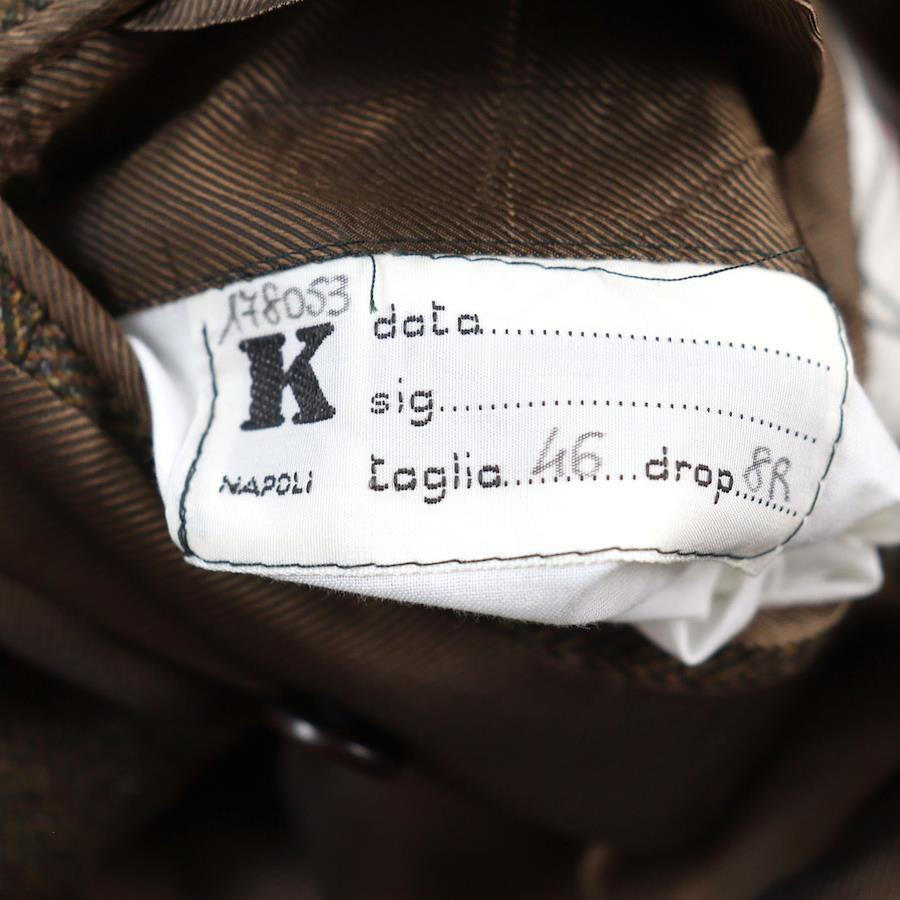 178053
K
NAPOLI
data....................
sig....................
taglia 46 drop 8R